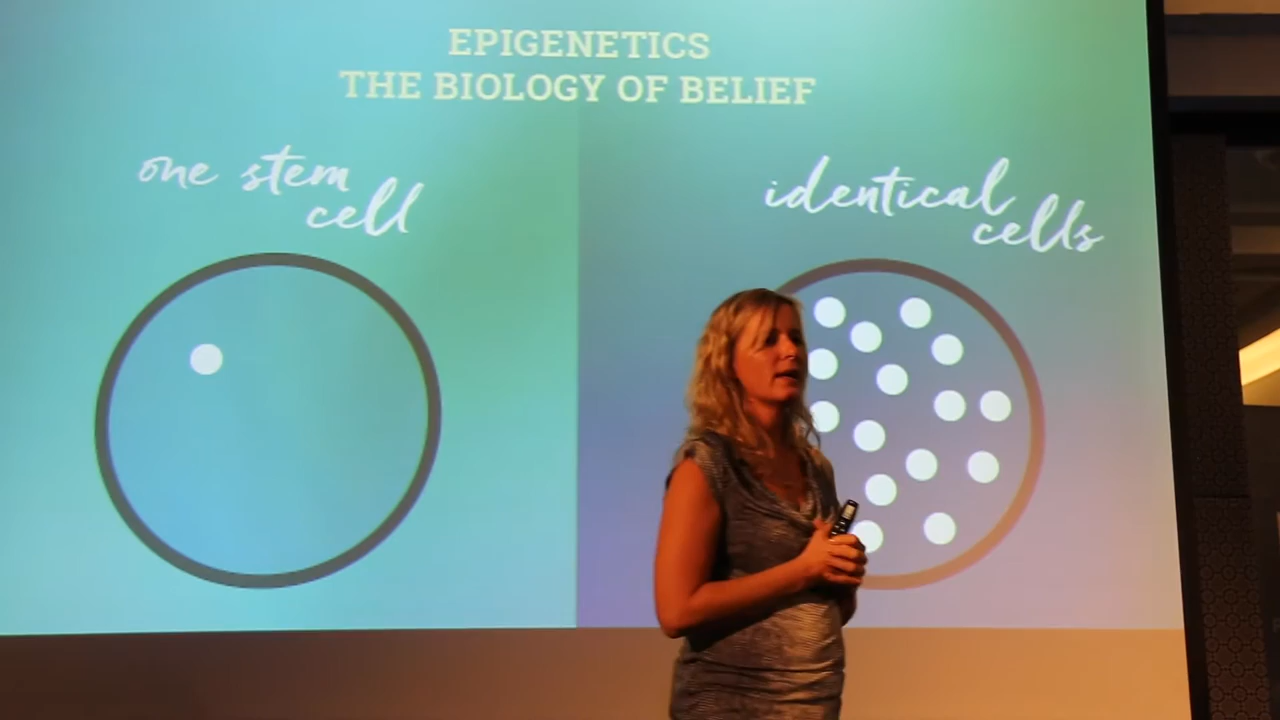 EPIGENETICS
THE BIOLOGY OF BELIEF
one stem
cell
identical
cells